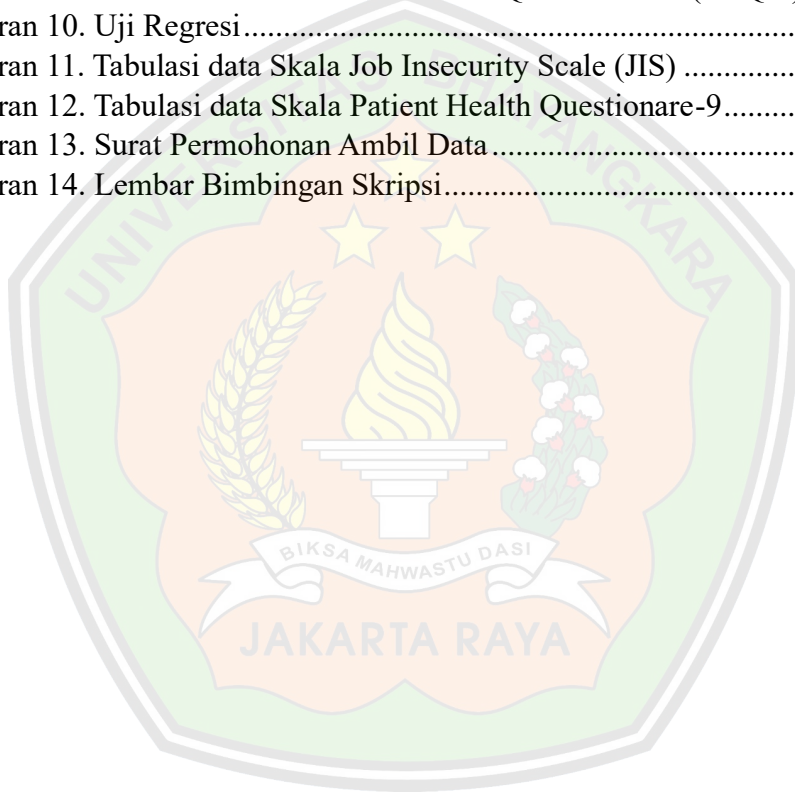 ran 10. Uji Regresi
ran 11. Tabulasi data Skala Job Insecurity Scale (JIS)
ran 12. Tabulasi data Skala Patient Health Questionare-9
ran 13. Surat Permohonan Ambil Data
ran 14. Lembar Bimbingan Skripsi
UNIVERSITAS BHAYANGKARA
BIKSA MAHWASTU DASI
JAKARTA RAYA